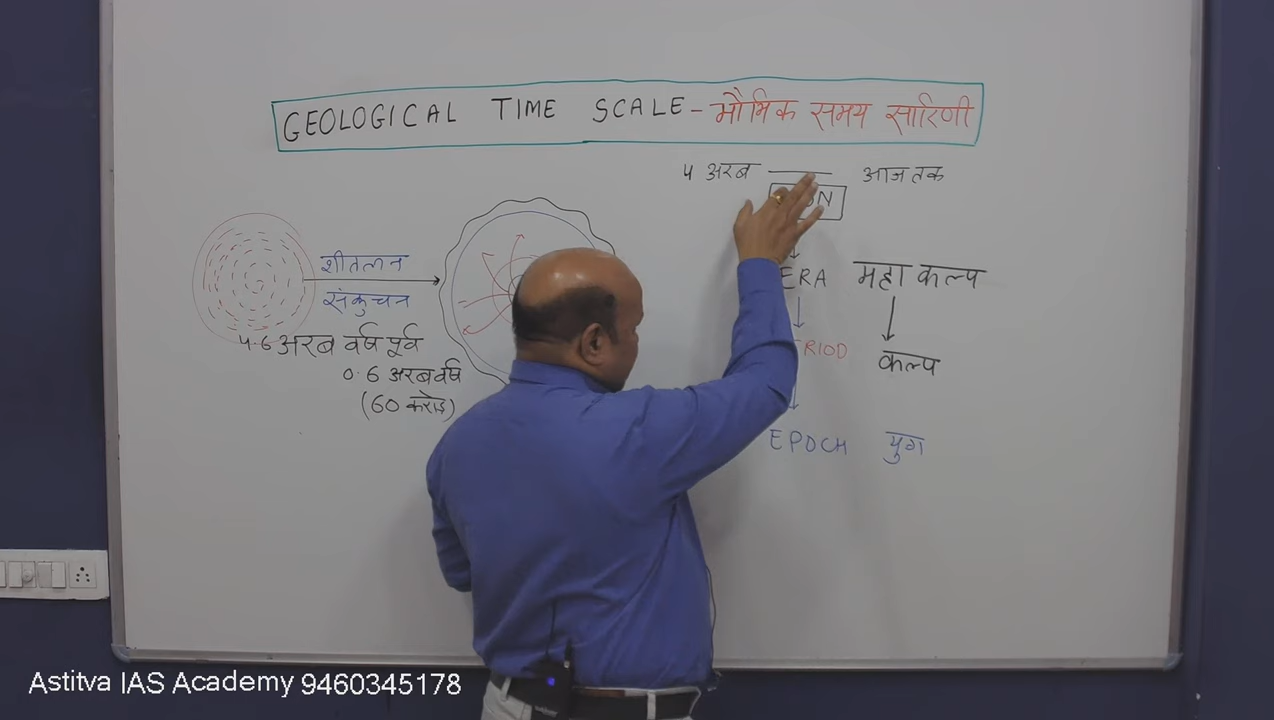 GEOLOGICAL TIME SCALE - भौमिक समय सारिणी
4 अरब —— आज तक
शीतलन
संकुचन
4.6 अरब वर्ष पूर्व
0.6 अरब वर्ष
(60 करोड़)
ERA महा कल्प
कल्प
EPOCH युग
Astitva IAS Academy 9460345178